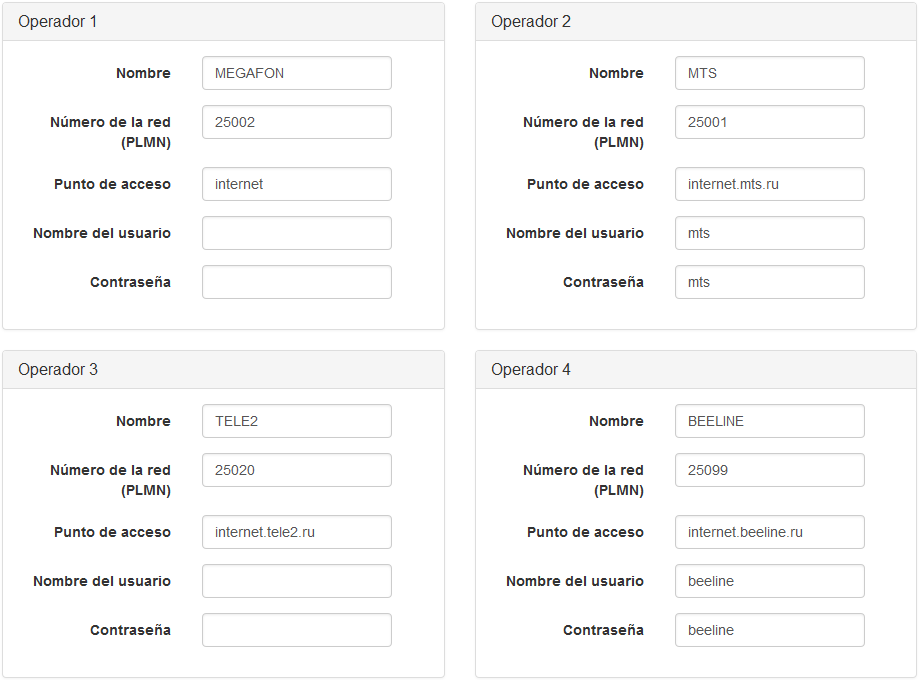 Operador 1
Nombre
MEGAFON
Número de la red
(PLMN)
25002
Punto de acceso
internet
Nombre del usuario
Contraseña
Operador 2
Nombre
MTS
Número de la red
(PLMN)
25001
Punto de acceso
internet.mts.ru
Nombre del usuario
mts
Contraseña
mts
Operador 3
Nombre
TELE2
Número de la red
(PLMN)
25020
Punto de acceso
internet.tele2.ru
Nombre del usuario
Contraseña
Operador 4
Nombre
BEELINE
Número de la red
(PLMN)
25099
Punto de acceso
internet.beeline.ru
Nombre del usuario
beeline
Contraseña
beeline